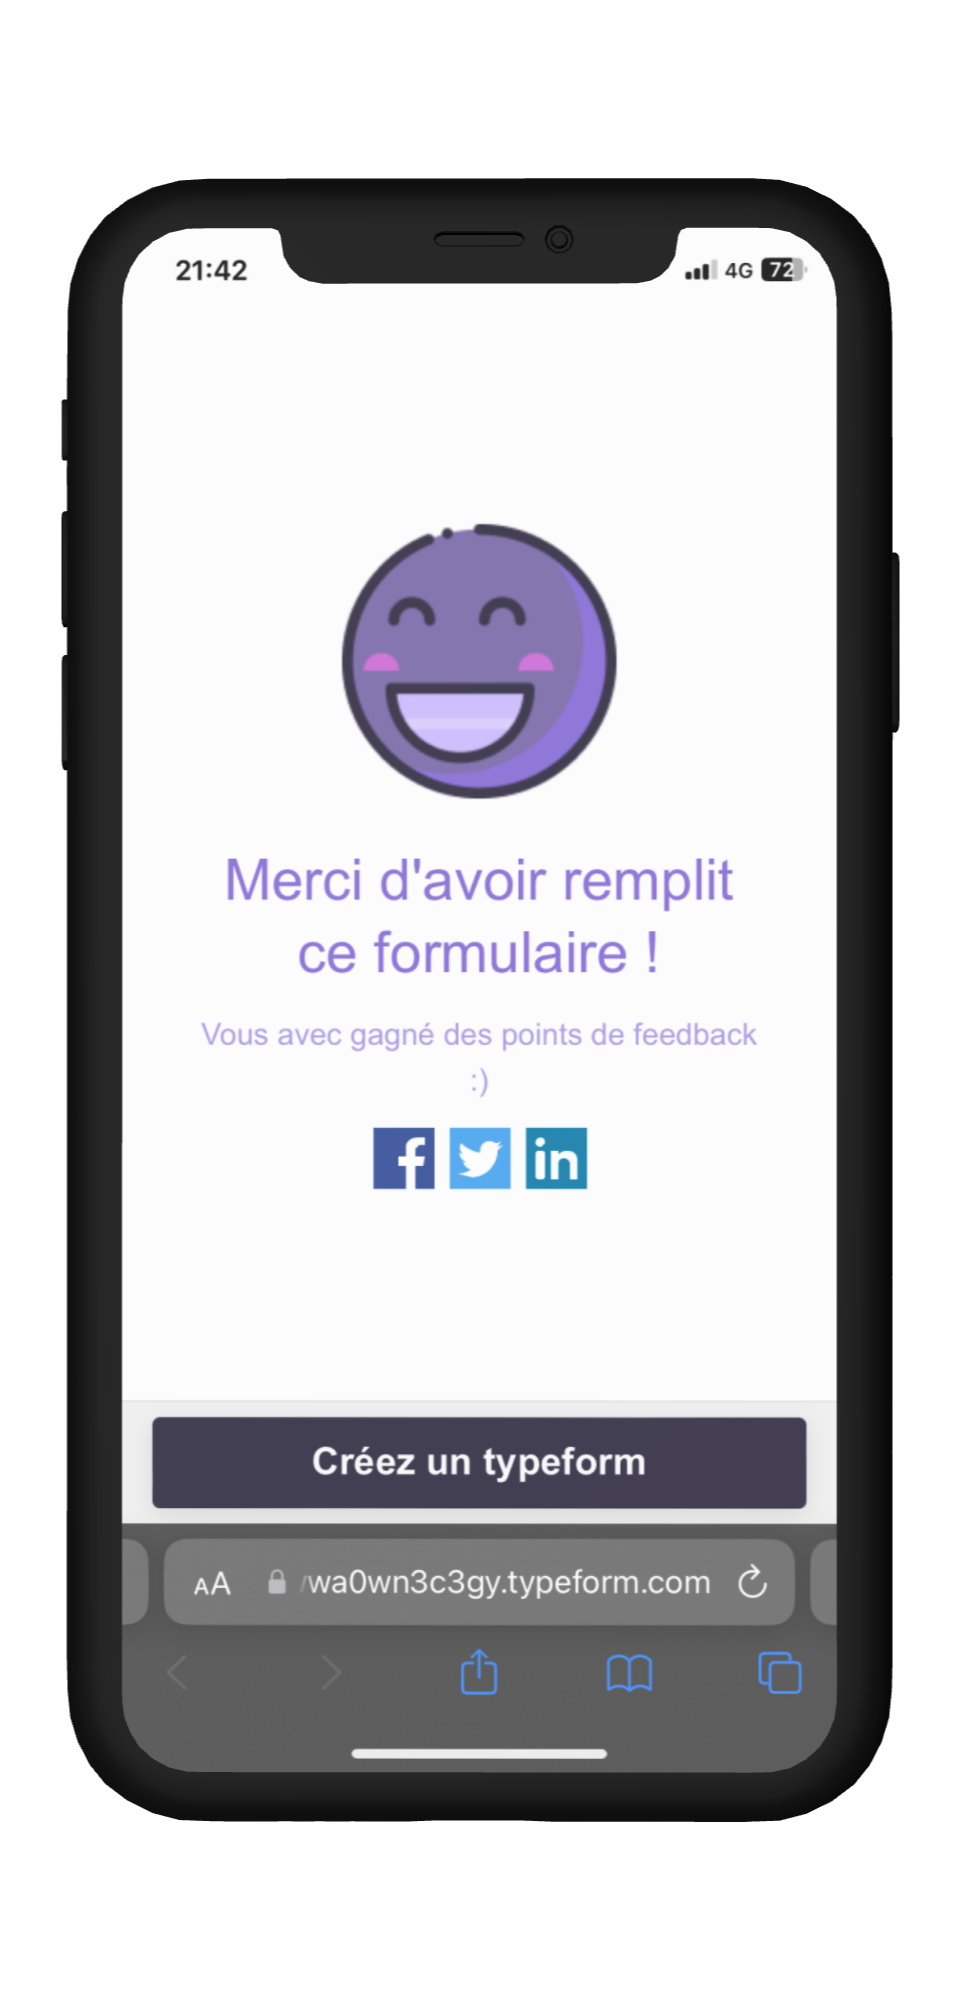 21:42
4G 72
Merci d'avoir remplit
ce formulaire !
Vous avec gagné des points de feedback
:)
f in
Créez un typeform
AA wa0wn3c3gy.typeform.com